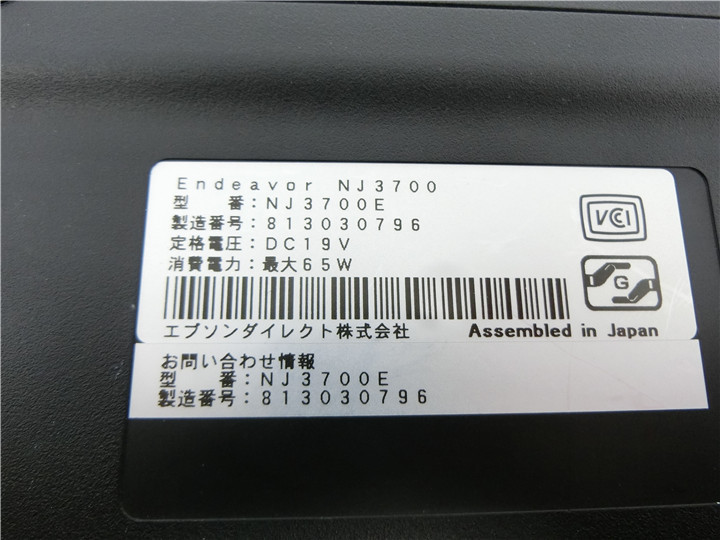 Endeavor NJ3700
型　番：NJ3700E
製造番号：813030796
定格電圧：DC19V
消費電力：最大65W
VCI
G
エプソンダイレクト株式会社 Assembled in Japan
お問い合わせ情報
型　番：NJ3700E
製造番号：813030796